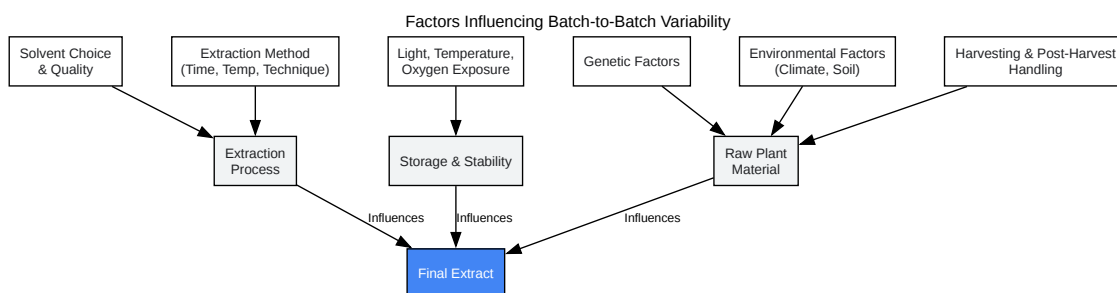 Factors Influencing Batch-to-Batch Variability
Solvent Choice
& Quality
Extraction Method
(Time, Temp, Technique)
Light, Temperature,
Oxygen Exposure
Genetic Factors
Environmental Factors
(Climate, Soil)
Harvesting & Post-Harvest
Handling
Extraction
Process
Storage & Stability
Raw Plant
Material
Influences
Influences
Influences
Final Extract